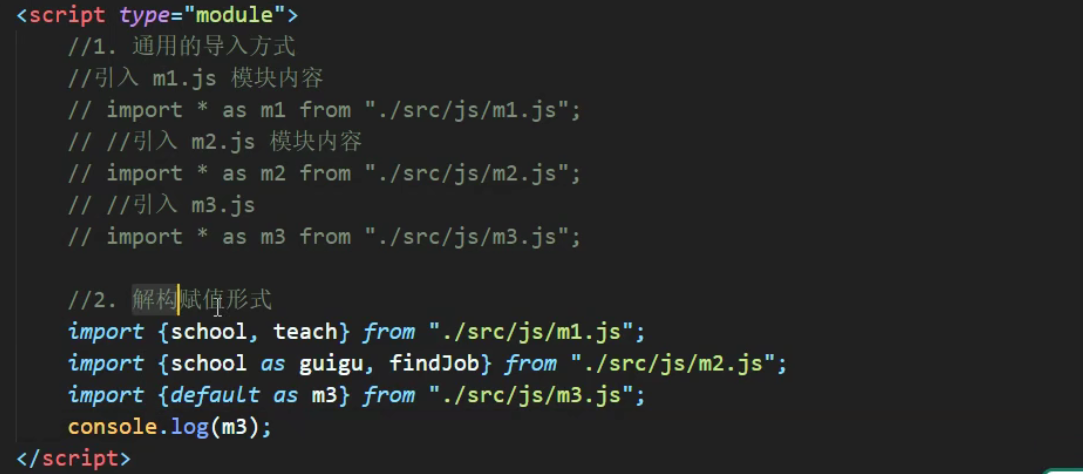 <script type="module">
//1. 通用的导入方式
//引入 m1.js 模块内容
// import * as m1 from "./src/js/m1.js";
// //引入 m2.js 模块内容
// import * as m2 from "./src/js/m2.js";
// //引入 m3.js
// import * as m3 from "./src/js/m3.js";
//2. 解构赋值形式
import {school, teach} from "./src/js/m1.js";
import {school as guigu, findJob} from "./src/js/m2.js";
import {default as m3} from "./src/js/m3.js";
console.log(m3);
</script>